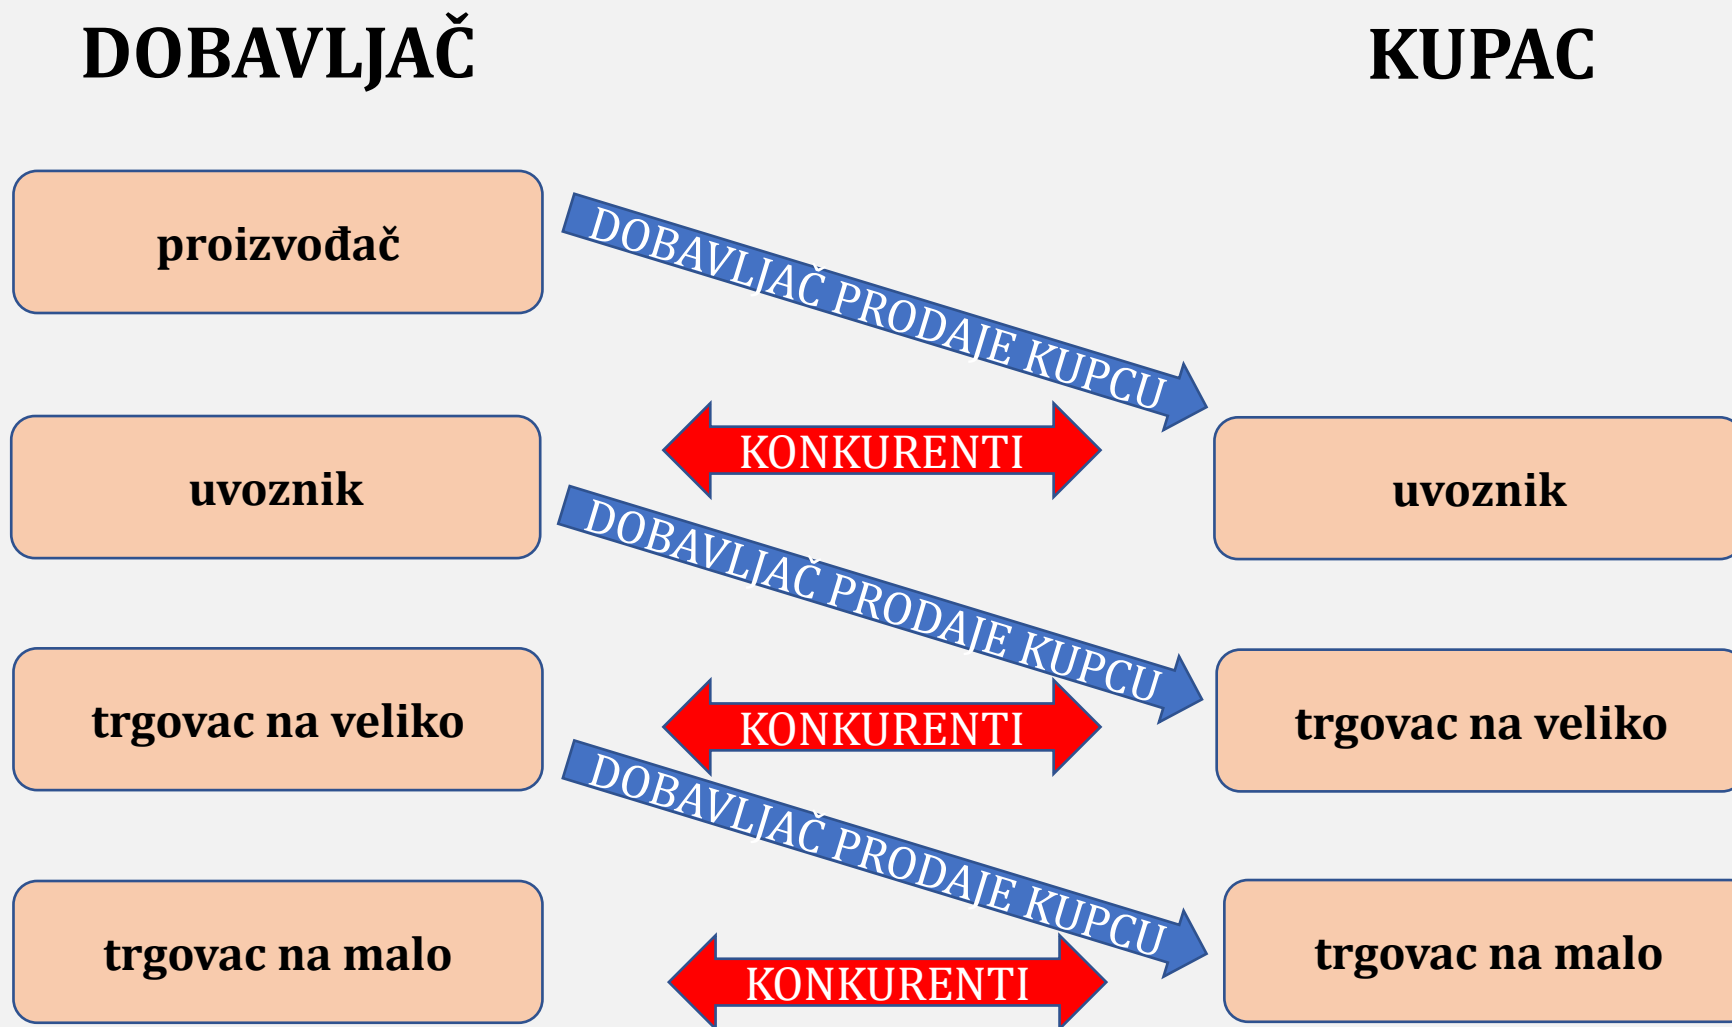 DOBAVLJAČ
KUPAC
proizvođač
DOBAVLJAČ PRODAJE KUPCU
uvoznik
KONKURENTI
uvoznik
DOBAVLJAČ PRODAJE KUPCU
trgovac na veliko
KONKURENTI
trgovac na veliko
DOBAVLJAČ PRODAJE KUPCU
trgovac na malo
KONKURENTI
trgovac na malo